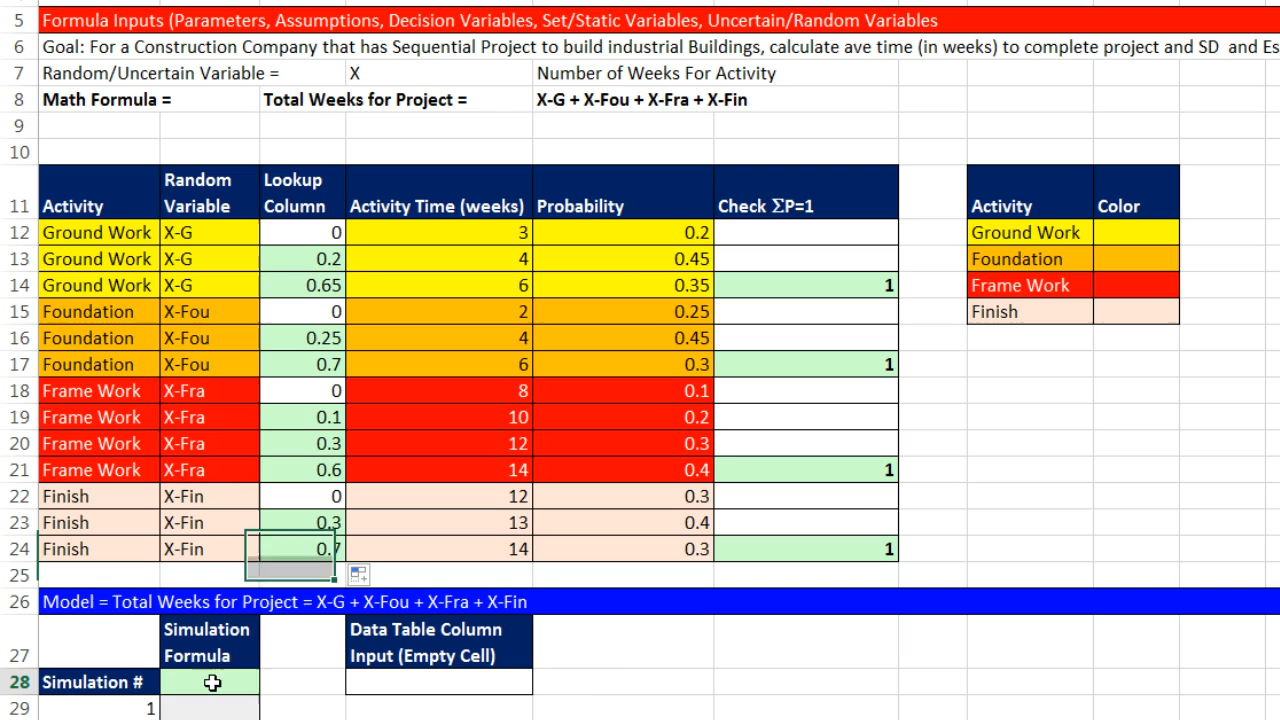 5 Formula Inputs (Parameters, Assumptions, Decision Variables, Set/Static Variables, Uncertain/Random Variables
6 Goal: For a Construction Company that has Sequential Project to build industrial Buildings, calculate ave time (in weeks) to complete project and SD and Es
7 Random/Uncertain Variable = X Number of Weeks For Activity
8 Math Formula = Total Weeks for Project = X-G + X-Fou + X-Fra + X-Fin
9
10
Random Lookup
11 Activity Variable Column Activity Time (weeks) Probability Check ΣP=1 Activity Color
12 Ground Work X-G 0 3 0.2 Ground Work
13 Ground Work X-G 0.2 4 0.45 Foundation
14 Ground Work X-G 0.65 6 0.35 1 Frame Work
15 Foundation X-Fou 0 2 0.25 Finish
16 Foundation X-Fou 0.25 4 0.45
17 Foundation X-Fou 0.7 6 0.3 1
18 Frame Work X-Fra 0 8 0.1
19 Frame Work X-Fra 0.1 10 0.2
20 Frame Work X-Fra 0.3 12 0.3
21 Frame Work X-Fra 0.6 14 0.4 1
22 Finish X-Fin 0 12 0.3
23 Finish X-Fin 0.3 13 0.4
24 Finish X-Fin 0.7 14 0.3 1
25
26 Model = Total Weeks for Project = X-G + X-Fou + X-Fra + X-Fin
Simulation Data Table Column
27 Formula Input (Empty Cell)
28 Simulation #
29 1